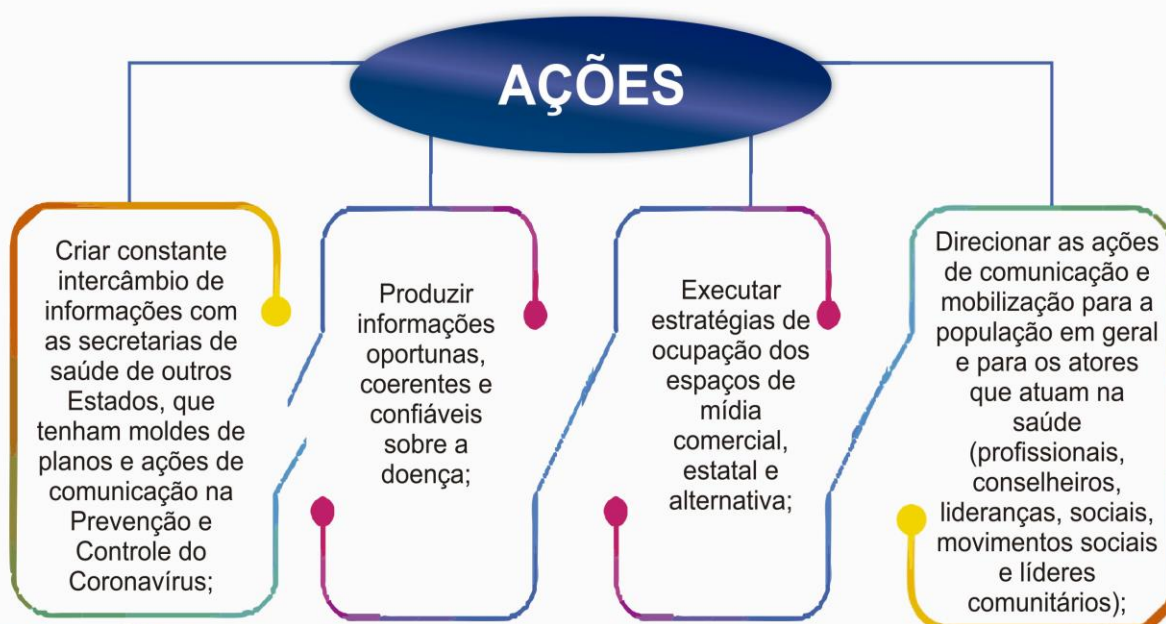 AÇÕES
Criar constante
intercâmbio de
informações com
as secretarias de
saúde de outros
Estados, que
tenham moldes de
planos e ações de
comunicação na
Prevenção e
Controle do
Coronavírus;
Produzir
informações
oportunas,
coerentes e
confiáveis
sobre a
doença;
Executar
estratégias de
ocupação dos
espaços de
mídia
comercial,
estatal e
alternativa;
Direcionar as ações
de comunicação e
mobilização para a
população em geral
e para os atores
que atuam na
saúde
(profissionais,
conselheiros,
lideranças, sociais,
movimentos sociais
e líderes
comunitários);